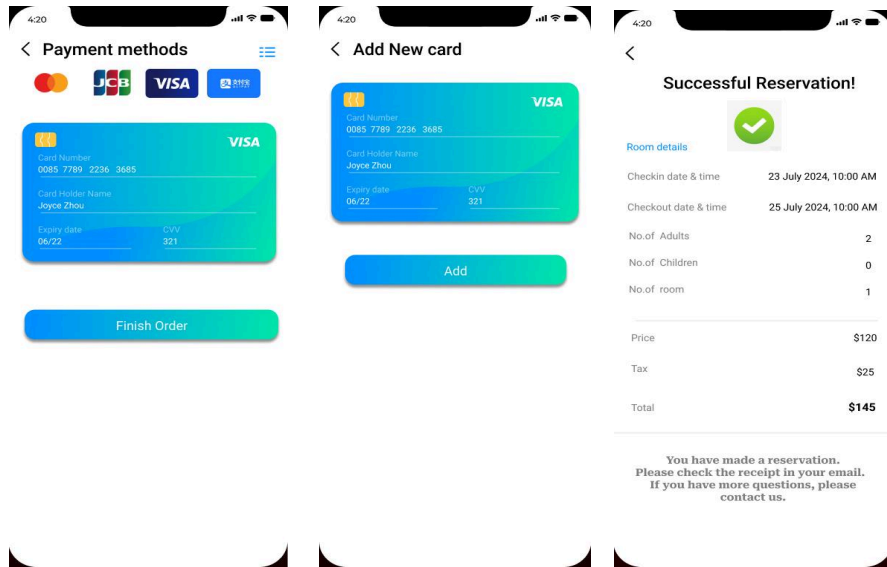 4:20
Payment methods
JCB
VISA
支付宝
VISA
Card Number
0085 7789 2236 3685
Card Holder Name
Joyce Zhou
Expiry date CVV
06/22 321
Finish Order
4:20
Add New card
VISA
Card Number
0085 7789 2236 3685
Card Holder Name
Joyce Zhou
Expiry date CVV
06/22 321
Add
4:20
Successful Reservation!
Room details
Checkin date & time 23 July 2024, 10:00 AM
Checkout date & time 25 July 2024, 10:00 AM
No.of Adults 2
No.of Children 0
No.of room 1
Price $120
Tax $25
Total $145
You have made a reservation.
Please check the receipt in your email.
If you have more questions, please
contact us.